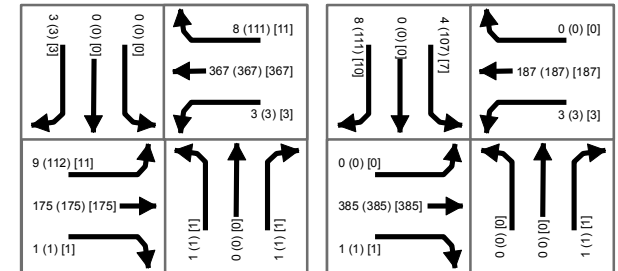 3 (3) [3]
0 (0) [0]
0 (0) [0]
8 (111) [11]
367 (367) [367]
3 (3) [3]
9 (112) [11]
175 (175) [175]
1 (1) [1]
1 (1) [1]
0 (0) [0]
1 (1) [1]
8 (111) [10]
0 (0) [0]
4 (107) [7]
0 (0) [0]
187 (187) [187]
3 (3) [3]
0 (0) [0]
385 (385) [385]
1 (1) [1]
0 (0) [0]
0 (0) [0]
1 (1) [1]